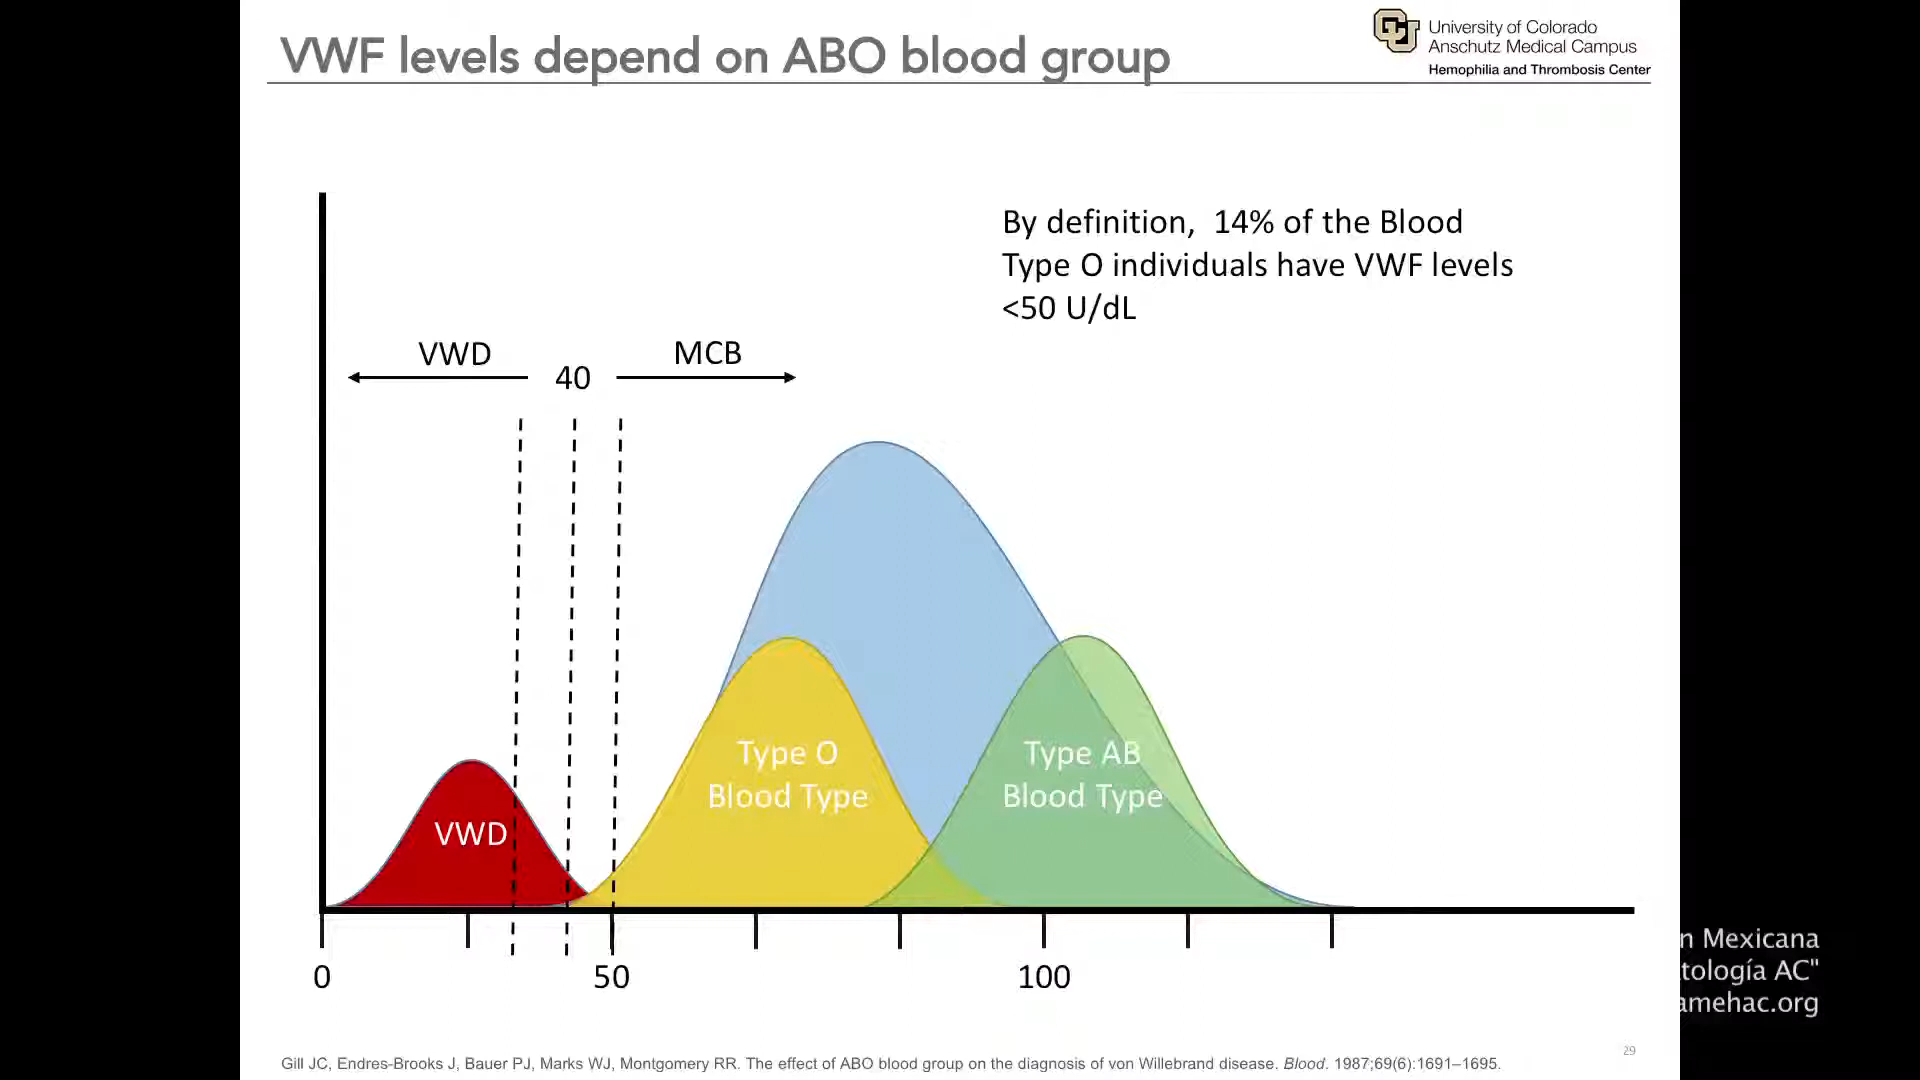 VWF levels depend on ABO blood group
University of Colorado
Anschutz Medical Campus
Hemophilia and Thrombosis Center
By definition, 14% of the Blood
Type O individuals have VWF levels
<50 U/dL
VWD
40
MCB
Type O
Blood Type
Type AB
Blood Type
VWD
0
50
100
n Mexicana
tología AC"
amehac.org
Gill JC, Endres-Brooks J, Bauer PJ, Marks WJ, Montgomery RR. The effect of ABO blood group on the diagnosis of von Willebrand disease. Blood. 1987;69(6):1691–1695.
29